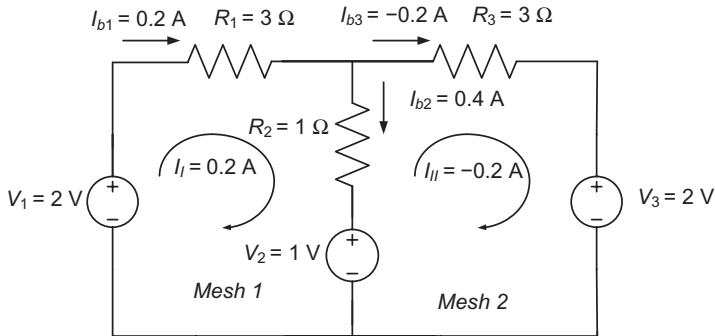 I_b1 = 0.2 A
R_1 = 3 Ω
I_b3 = −0.2 A
R_3 = 3 Ω
I_b2 = 0.4 A
R_2 = 1 Ω
I_I = 0.2 A
I_II = −0.2 A
V_1 = 2 V
+
−
V_2 = 1 V
+
−
V_3 = 2 V
+
−
Mesh 1
Mesh 2